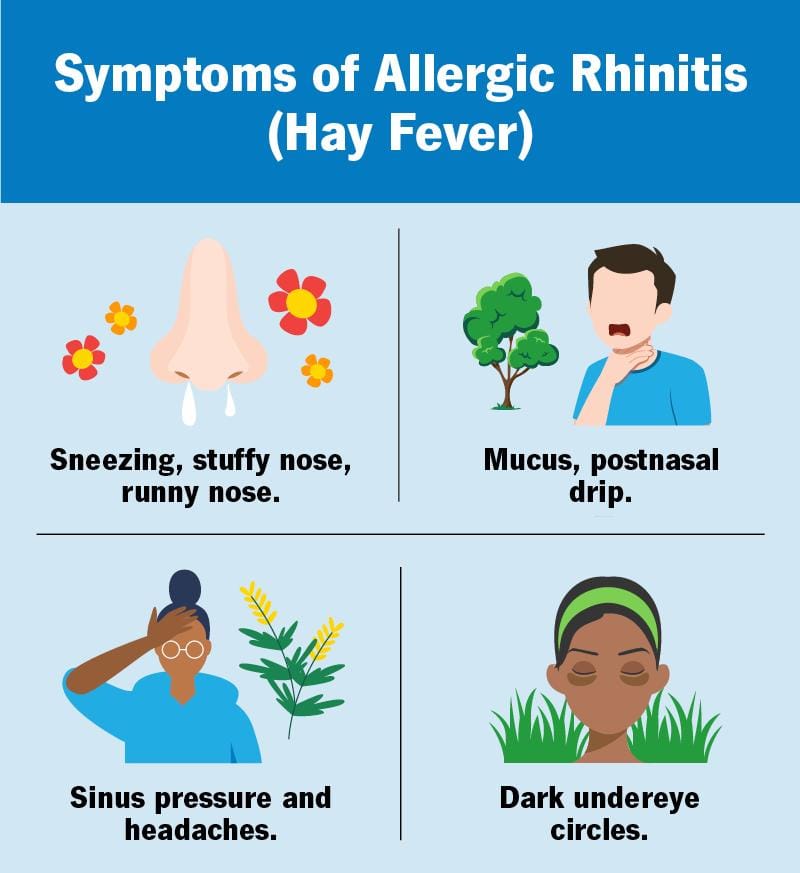 Symptoms of Allergic Rhinitis
(Hay Fever)
Sneezing, stuffy nose,
runny nose.
Mucus, postnasal
drip.
Sinus pressure and
headaches.
Dark undereye
circles.